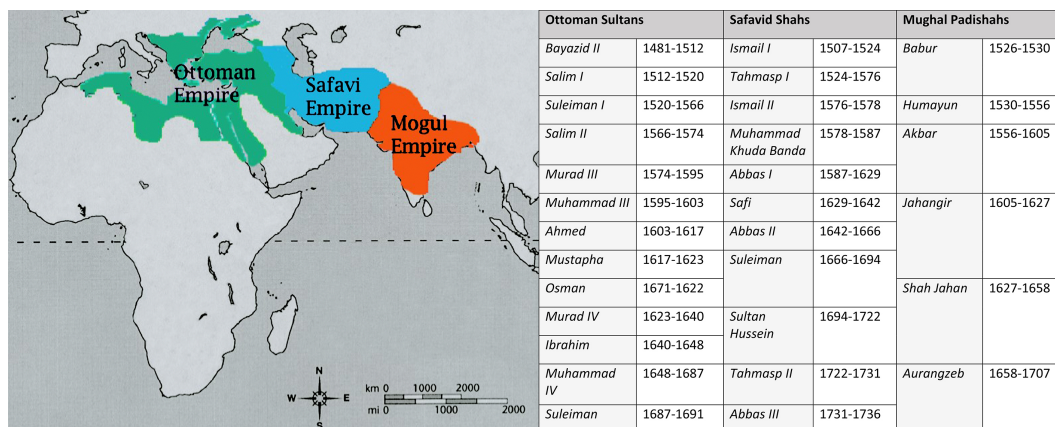 Ottoman
Empire
Safavi
Empire
Mogul
Empire
N
W E
S
km 0 1000 2000
mi 0 1000 2000
Ottoman Sultans Safavid Shahs Mughal Padishahs
Bayazid II 1481-1512 Ismail I 1507-1524 Babur 1526-1530
Salim I 1512-1520 Tahmasp I 1524-1576
Suleiman I 1520-1566 Ismail II 1576-1578 Humayun 1530-1556
Salim II 1566-1574 Muhammad 1578-1587 Akbar 1556-1605
Khuda Banda
Murad III 1574-1595 Abbas I 1587-1629
Muhammad III 1595-1603 Safi 1629-1642 Jahangir 1605-1627
Ahmed 1603-1617 Abbas II 1642-1666
Mustapha 1617-1623 Suleiman 1666-1694
Osman 1671-1622 Shah Jahan 1627-1658
Murad IV 1623-1640 Sultan 1694-1722
Hussein
Ibrahim 1640-1648
Muhammad 1648-1687 Tahmasp II 1722-1731 Aurangzeb 1658-1707
IV
Suleiman 1687-1691 Abbas III 1731-1736